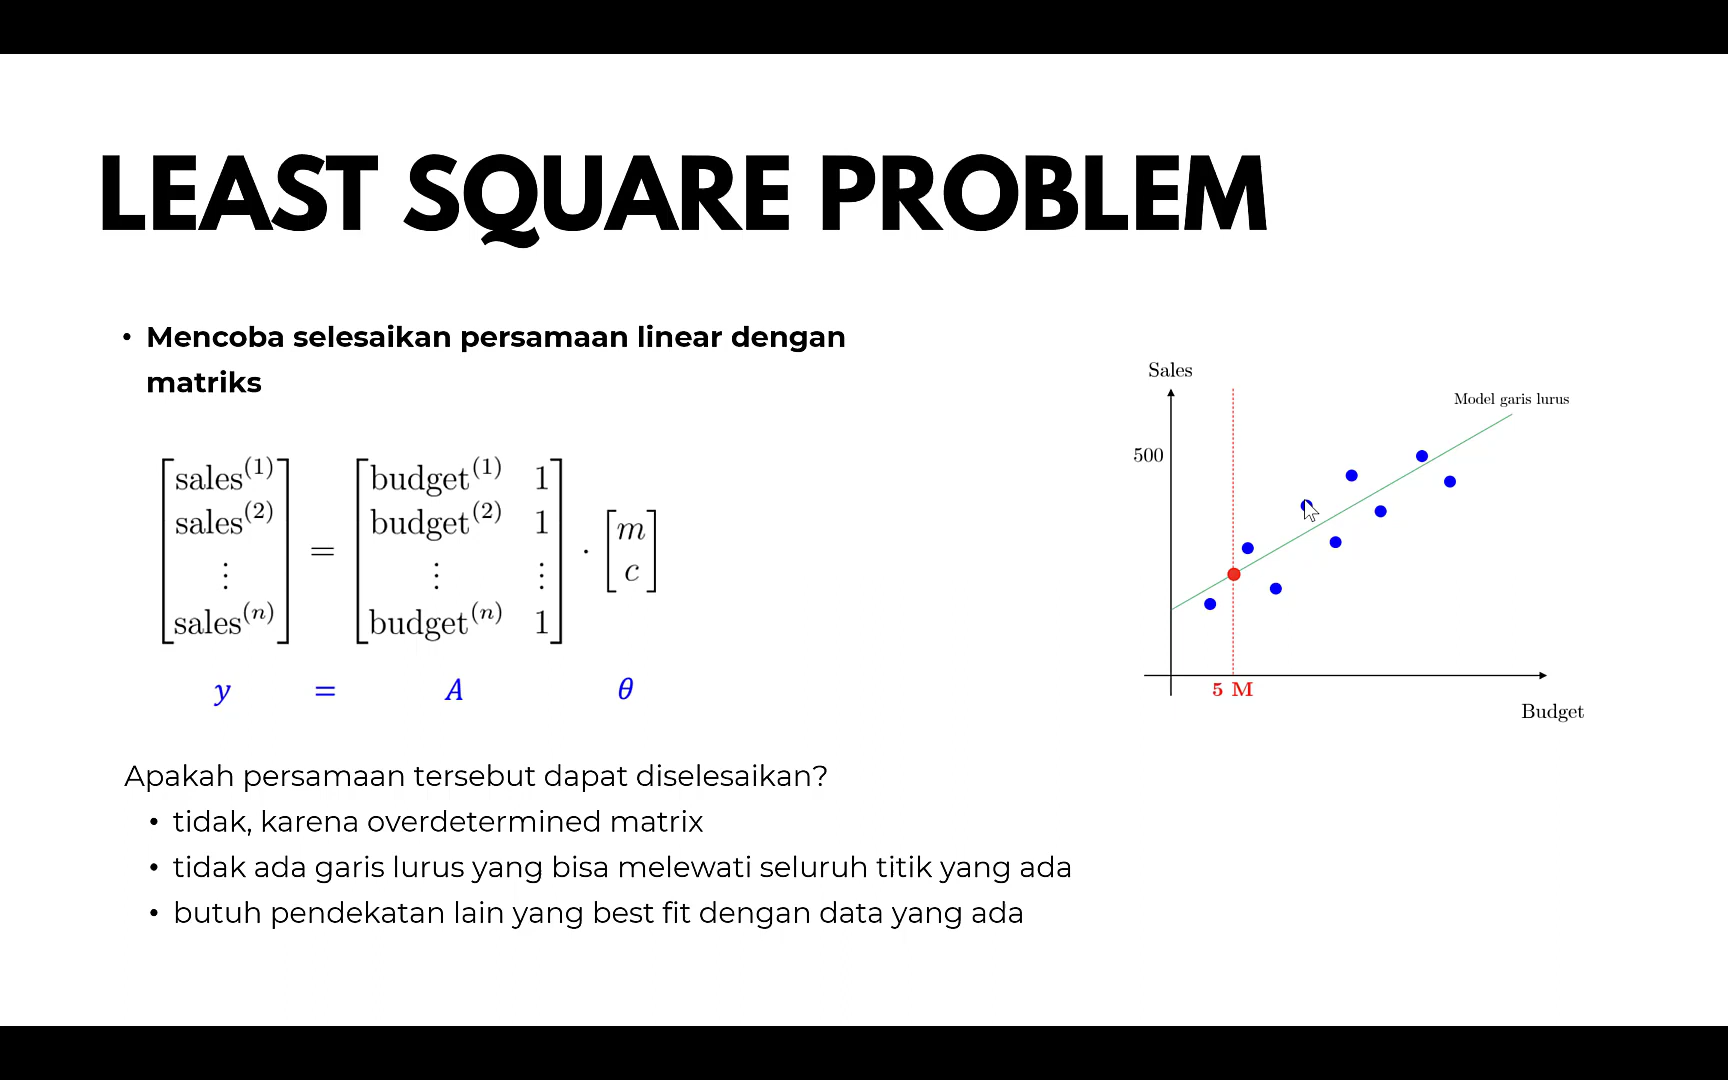 LEAST SQUARE PROBLEM
• Mencoba selesaikan persamaan linear dengan
matriks
sales⁽¹⁾ budget⁽¹⁾ 1
sales⁽²⁾ budget⁽²⁾ 1
⋮ = ⋮ ⋮ · m c
sales⁽ⁿ⁾ budget⁽ⁿ⁾ 1
y = A θ
Apakah persamaan tersebut dapat diselesaikan?
• tidak, karena overdetermined matrix
• tidak ada garis lurus yang bisa melewati seluruh titik yang ada
• butuh pendekatan lain yang best fit dengan data yang ada
Sales
Model garis lurus
500
5 M
Budget